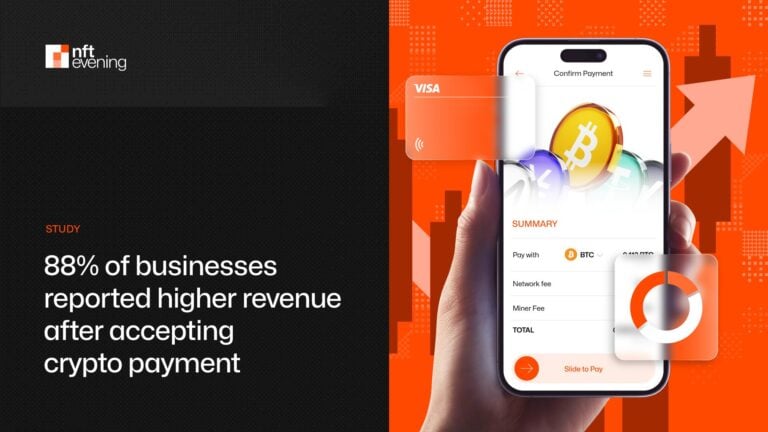 nft
evening
STUDY
88% of businesses
reported higher revenue
after accepting
crypto payment
Confirm Payment
VISA
SUMMARY
Pay with BTC
Network fee
Miner Fee
TOTAL
Slide to Pay